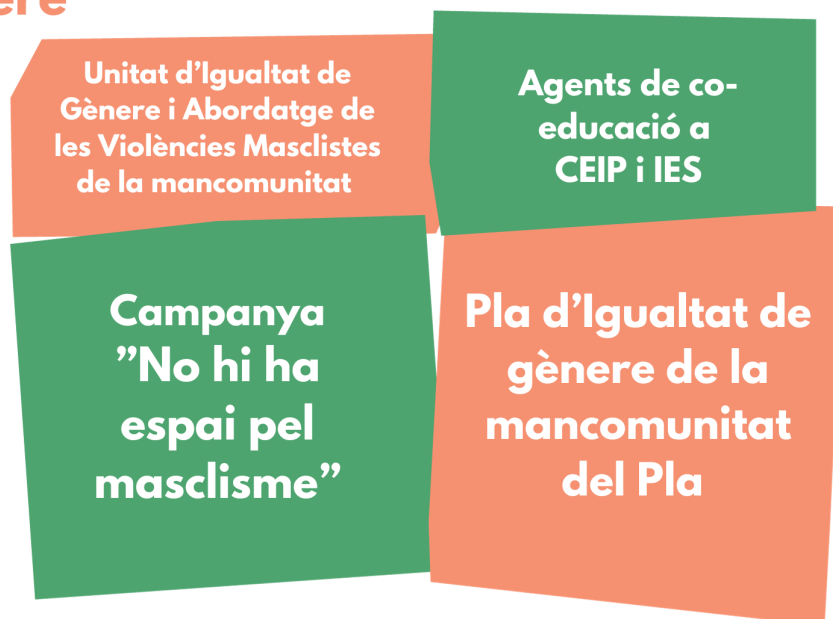 Unitat d’Igualtat de
Gènere i Abordatge de
les Violències Masclistes
de la mancomunitat
Agents de co-
educació a
CEIP i IES
Campanya
”No hi ha
espai pel
masclisme”
Pla d’Igualtat de
gènere de la
mancomunitat
del Pla